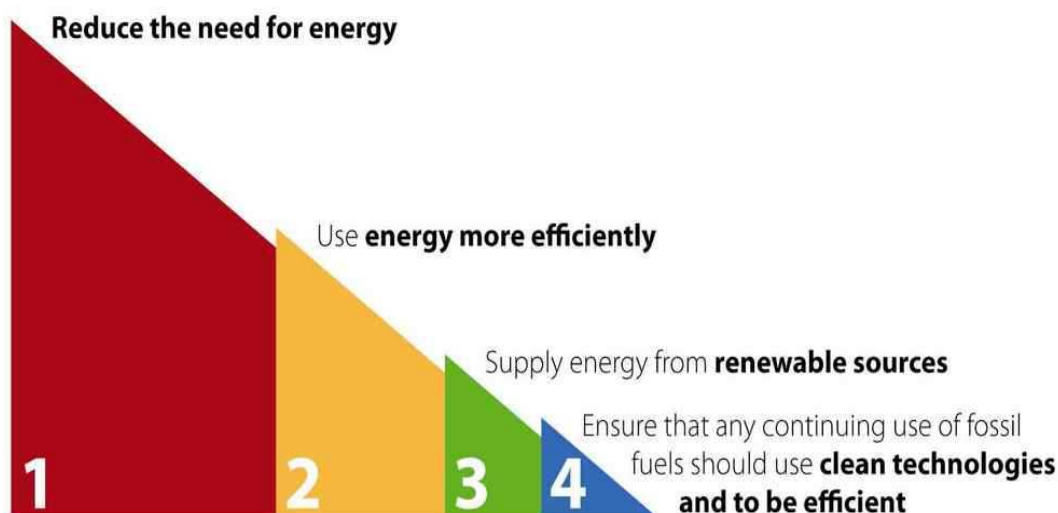 Reduce the need for energy
Use energy more efficiently
Supply energy from renewable sources
Ensure that any continuing use of fossil
fuels should use clean technologies
and to be efficient
1 2 3 4